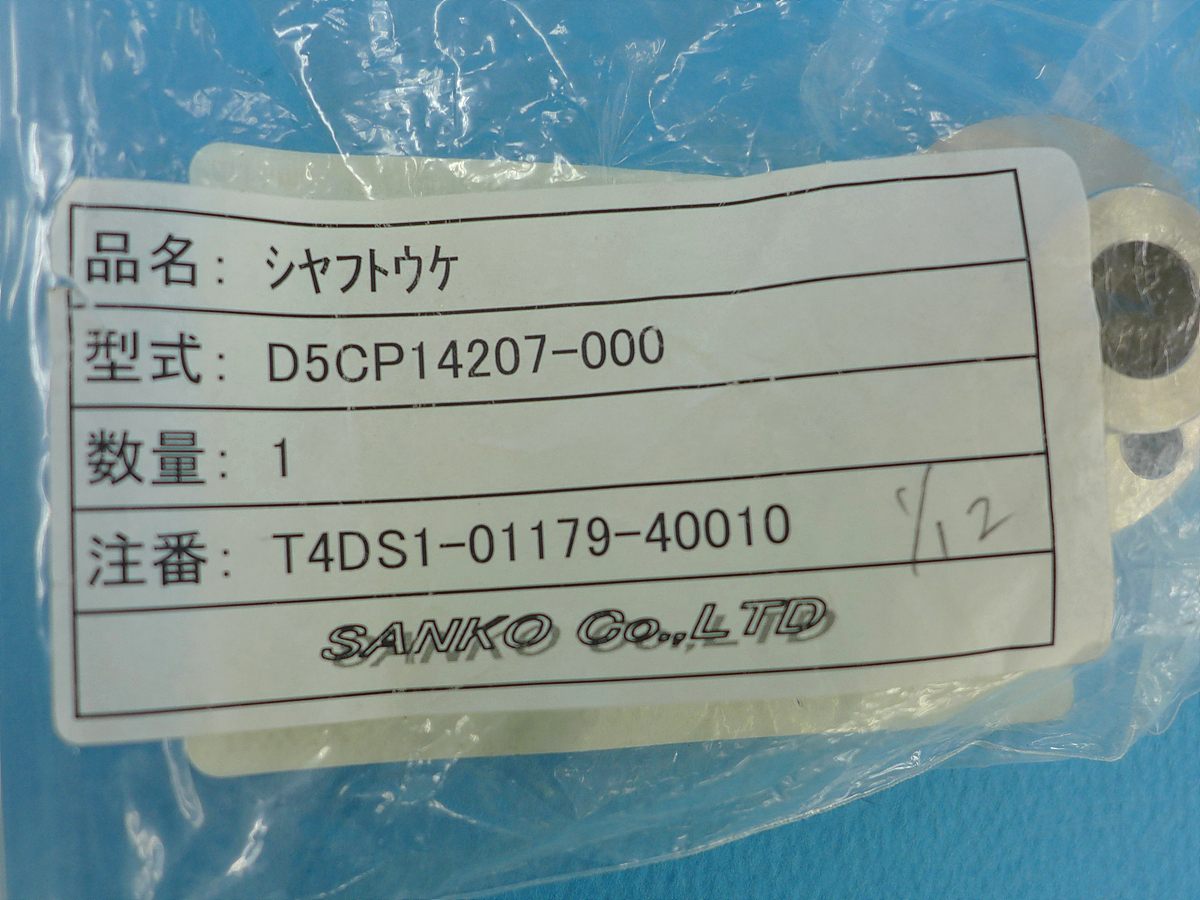 品名: シヤフトウケ
型式: D5CP14207-000
数量: 1
注番: T4DS1-01179-40010 1/12
SANKO Co.,LTD